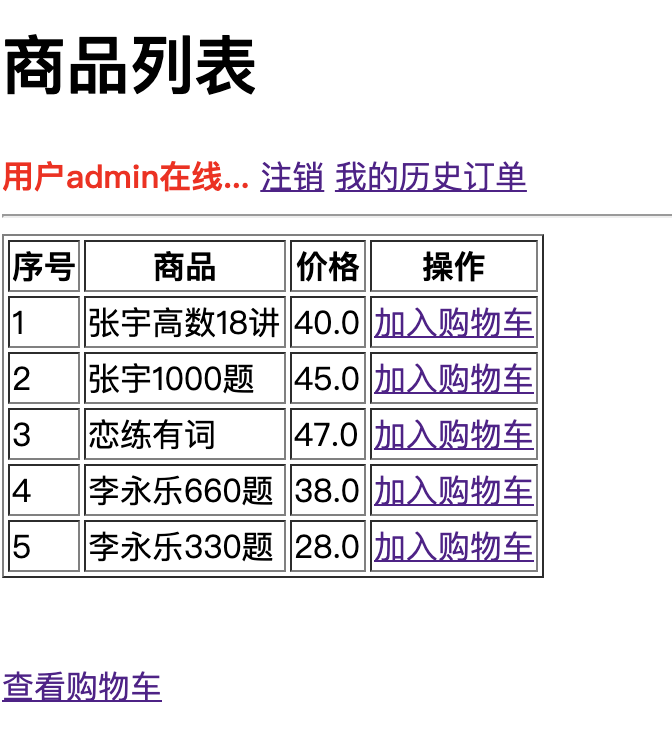 商品列表
用户admin在线... 注销 我的历史订单
序号 商品 价格 操作
1 张宇高数18讲 40.0 加入购物车
2 张宇1000题 45.0 加入购物车
3 恋练有词 47.0 加入购物车
4 李永乐660题 38.0 加入购物车
5 李永乐330题 28.0 加入购物车
查看购物车